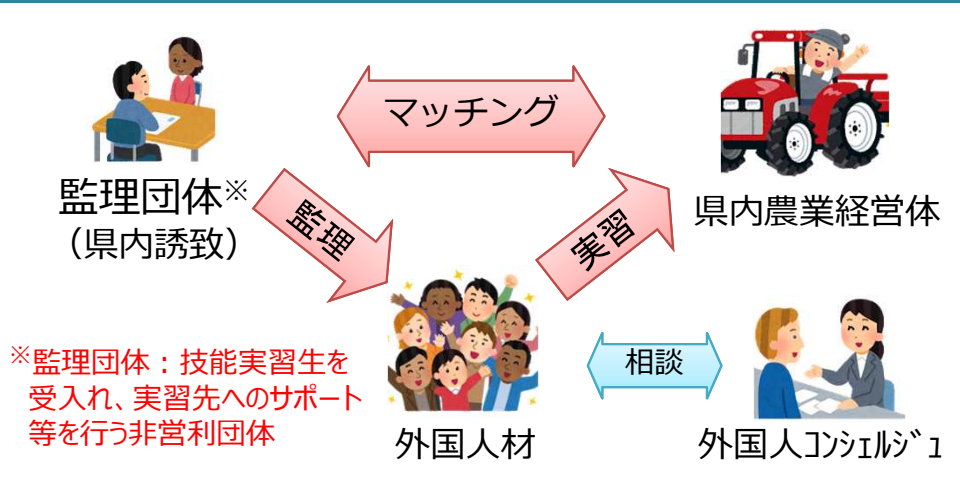 マッチング
監理団体※
（県内誘致）
県内農業経営体
監理
実習
※監理団体：技能実習生を
受入れ、実習先へのサポート
等を行う非営利団体
相談
外国人材
外国人ｺﾝｼｪﾙｼﾞｭ